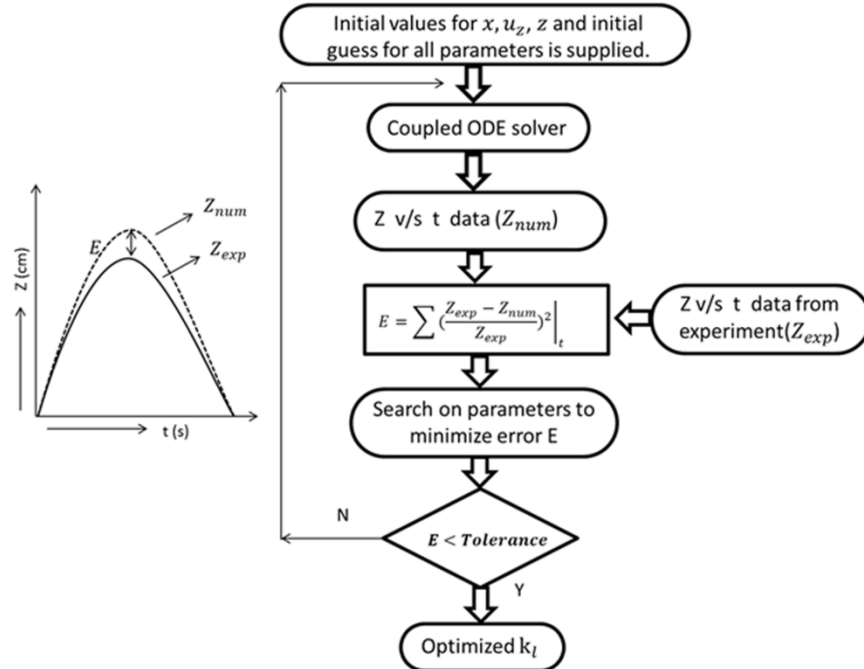 Initial values for x, u_z, z and initial
guess for all parameters is supplied.
Coupled ODE solver
Z v/s t data (Z_num)
E = ∑ (\frac{Z_exp − Z_num}{Z_exp})^2|_t
Z v/s t data from
experiment(Z_exp)
Search on parameters to
minimize error E
E < Tolerance
N
Y
Optimized k_l
Z (cm)
E
Z_num
Z_exp
t (s)